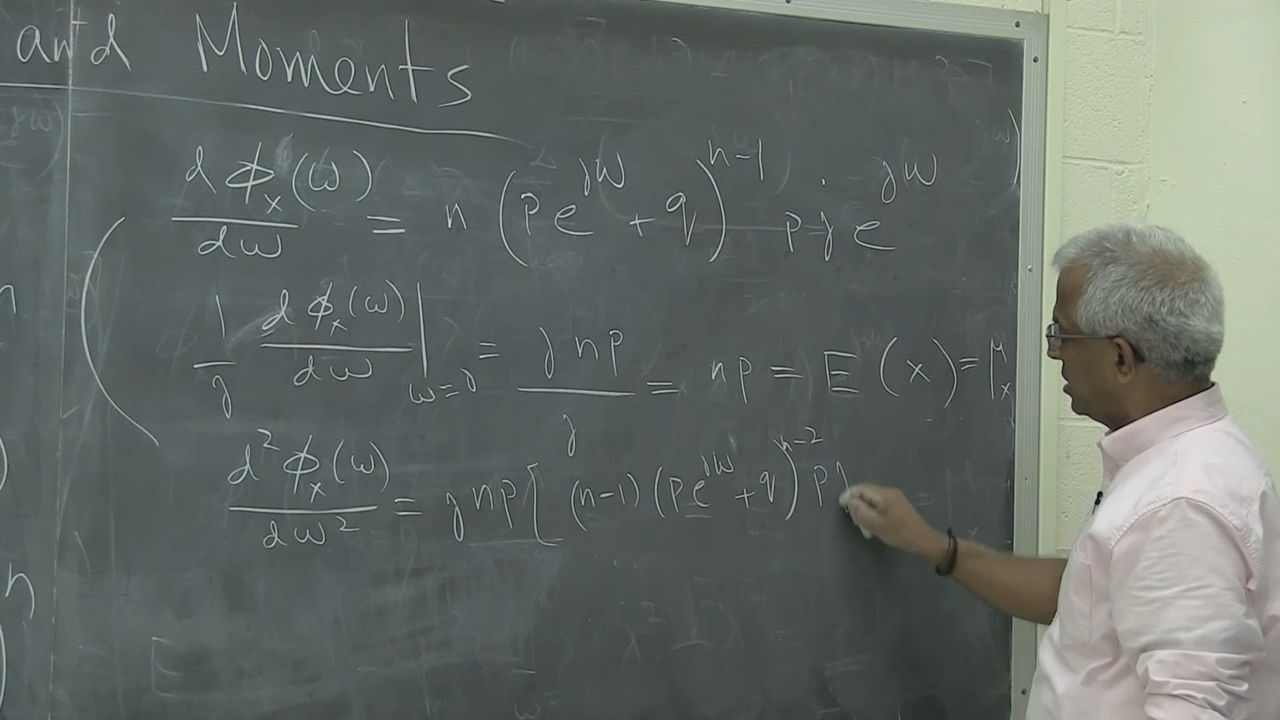 and Moments
dϕₓ(ω)/dω = n (pe^{jω} + q)^{n-1} p j e^{jω}
1/j dϕₓ(ω)/dω |_{ω=0} = jnp/j = np = E(x) = μₓ
d²ϕₓ(ω)/dω² = jnp[ (n-1) (pe^{jω} + q)^{n-2} pj
n
n